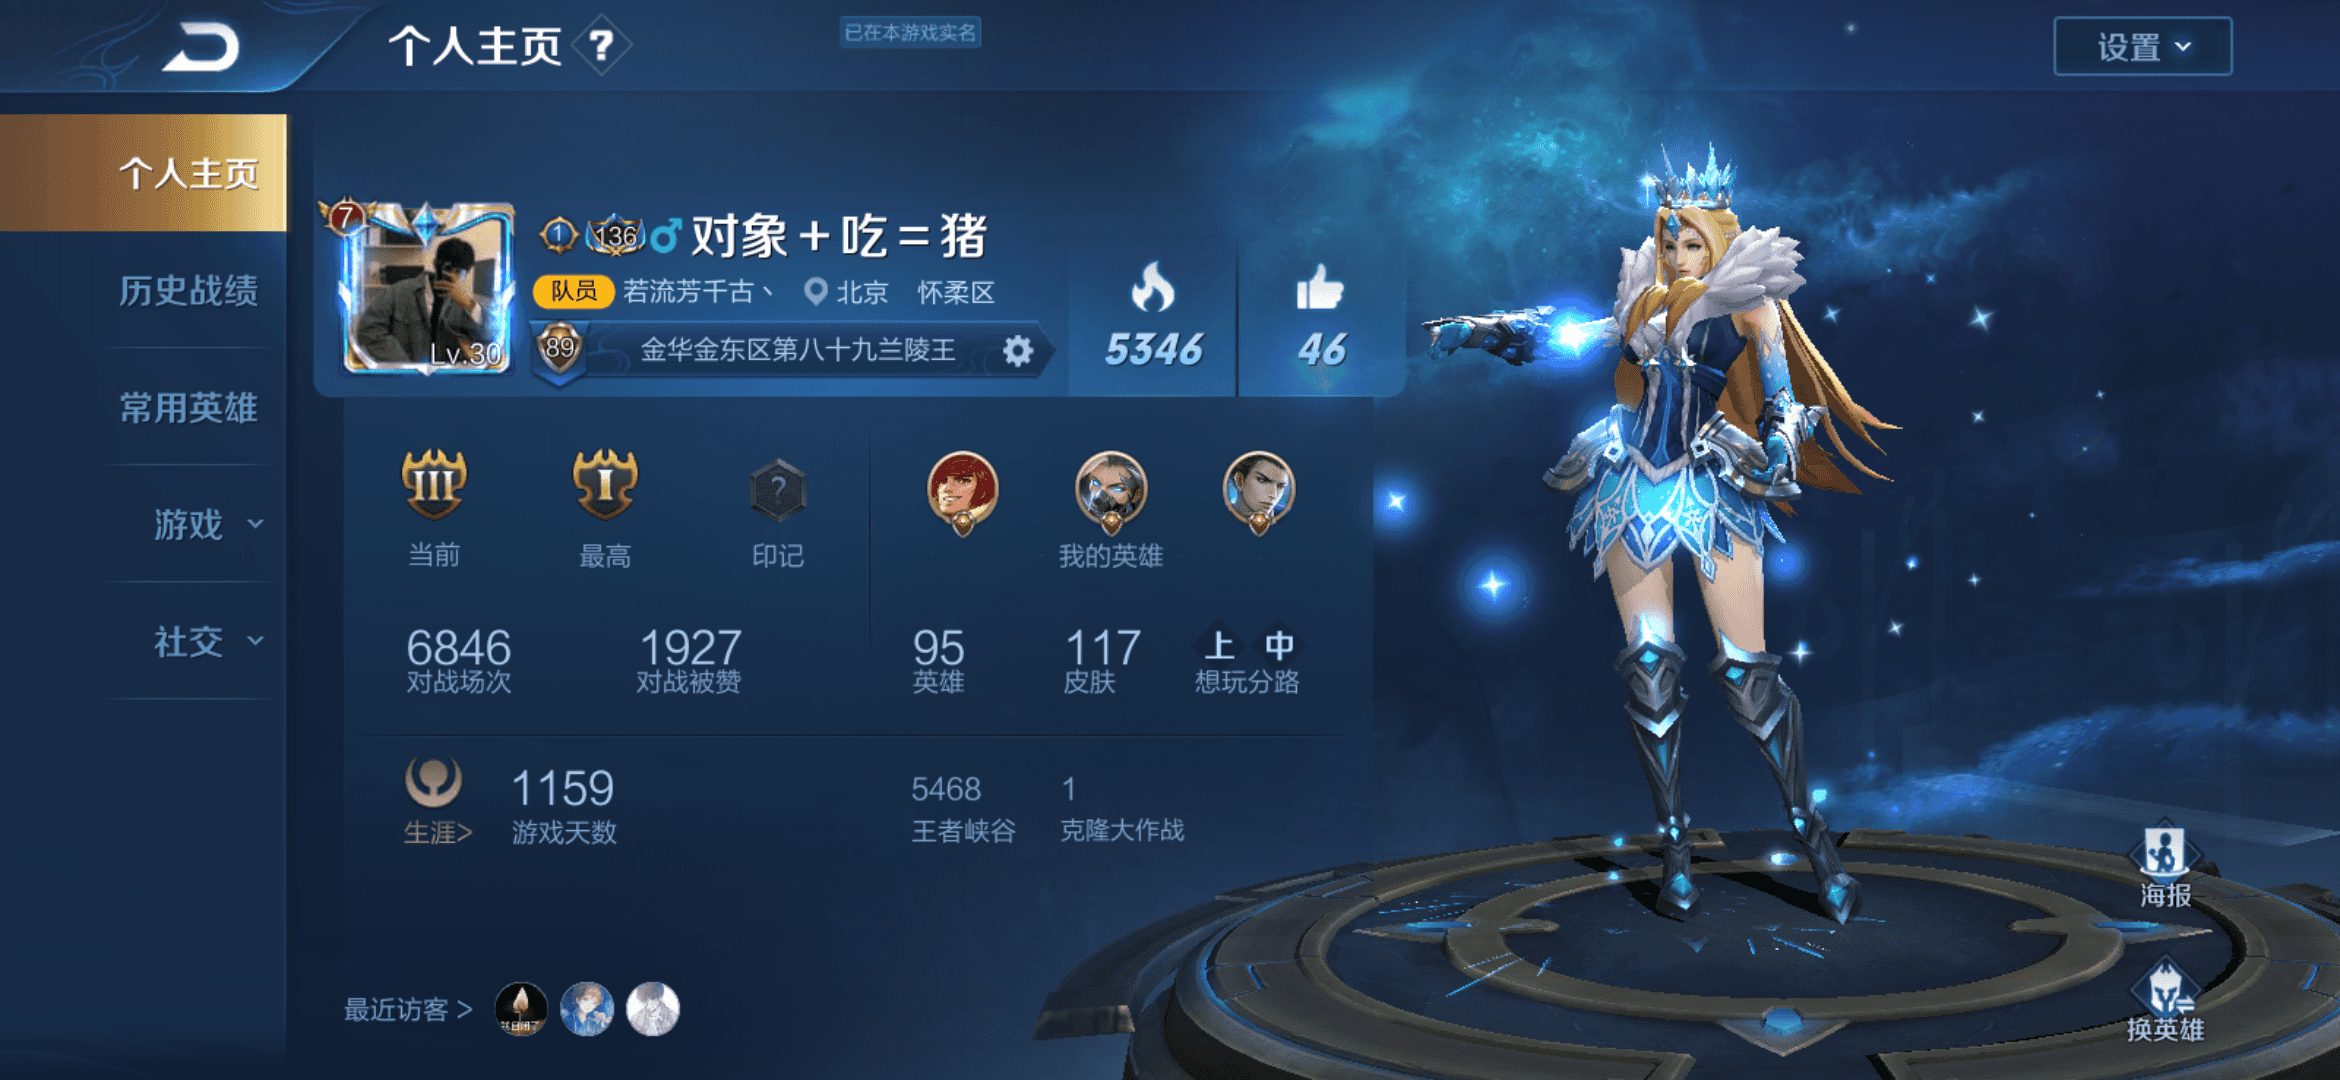 个人主页 ?
已在本游戏实名
设置
个人主页
历史战绩
常用英雄
游戏
社交
7
Lv.30
1 136 对象+吃=猪
队员 若流芳千古丶 北京 怀柔区
89 金华金东区第八十九兰陵王
5346
46
III
I
?
当前
最高
印记
我的英雄
6846
对战场次
1927
对战被赞
95
英雄
117
皮肤
上 中
想玩分路
生涯>
1159
游戏天数
5468
王者峡谷
1
克隆大作战
最近访客 >
海报
换英雄